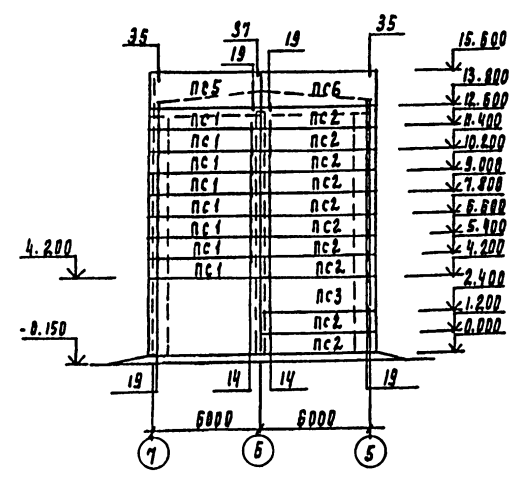 35 37 19 19 35
15.600
13.800
12.600
11.400
10.200
9.000
7.800
6.600
5.400
4.200
2.400
1.200
0.000
пс5 пс6
пс1 пс2
пс1 пс2
пс1 пс2
пс1 пс2
пс1 пс2
пс1 пс2
пс1 пс2
4.200
пс1 пс2
пс3
пс2
-0.150
пс2
19 14 14 19
6000 6000
7 6 5